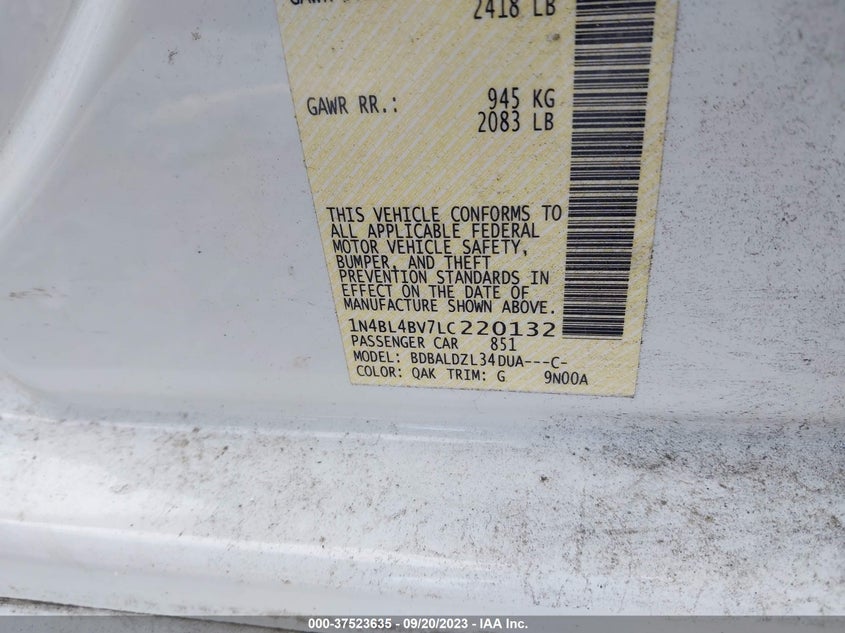 2418 LB
GAWR RR.: 945 KG
2083 LB
THIS VEHICLE CONFORMS TO
ALL APPLICABLE FEDERAL
MOTOR VEHICLE SAFETY,
BUMPER, AND THEFT
PREVENTION STANDARDS IN
EFFECT ON THE DATE OF
MANUFACTURE SHOWN ABOVE.
1N4BL4BV7LC220132
PASSENGER CAR 851
MODEL: BDBALDZL34DUA---C-
COLOR: QAK TRIM: G 9N00A
000-37523635 - 09/20/2023 - IAA Inc.